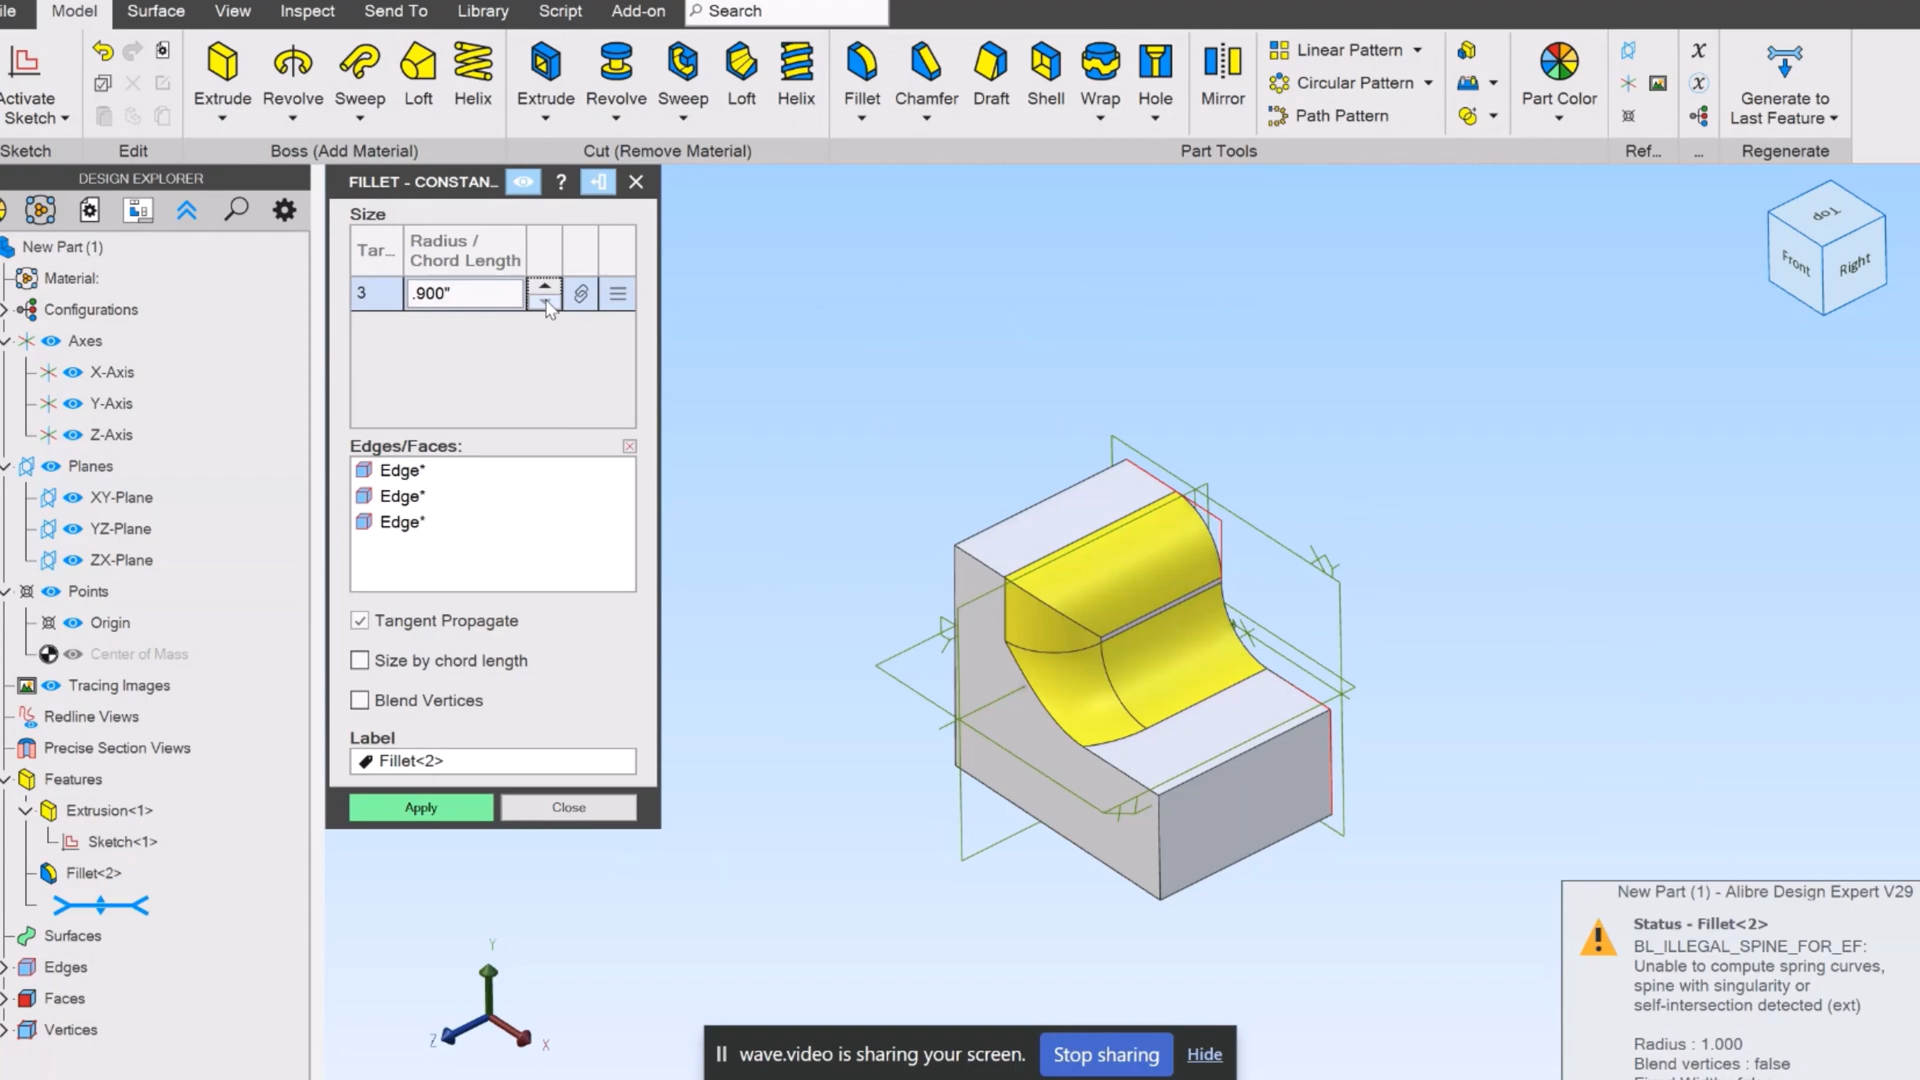 ile Model Surface View Inspect Send To Library Script Add-on Search
Activate
Sketch
Extrude Revolve Sweep Loft Helix
Extrude Revolve Sweep Loft Helix
Fillet Chamfer Draft Shell Wrap Hole
Mirror
Linear Pattern
Circular Pattern
Path Pattern
Part Color
Generate to
Last Feature
Sketch Edit Boss (Add Material) Cut (Remove Material) Part Tools Ref... ... Regenerate
DESIGN EXPLORER
New Part (1)
Material:
Configurations
Axes
X-Axis
Y-Axis
Z-Axis
Planes
XY-Plane
YZ-Plane
ZX-Plane
Points
Origin
Center of Mass
Tracing Images
Redline Views
Precise Section Views
Features
Extrusion<1>
Sketch<1>
Fillet<2>
Surfaces
Edges
Faces
Vertices
FILLET - CONSTAN... ?
Size
Tar... Radius /
Chord Length
3 .900"
Edges/Faces:
Edge*
Edge*
Edge*
Tangent Propagate
Size by chord length
Blend Vertices
Label
Fillet<2>
Apply Close
Top
Front Right
Y
Z X
New Part (1) - Alibre Design Expert V29
Status - Fillet<2>
BL_ILLEGAL_SPINE_FOR_EF:
Unable to compute spring curves,
spine with singularity or
self-intersection detected (ext)
Radius : 1.000
Blend vertices : false
wave.video is sharing your screen. Stop sharing Hide